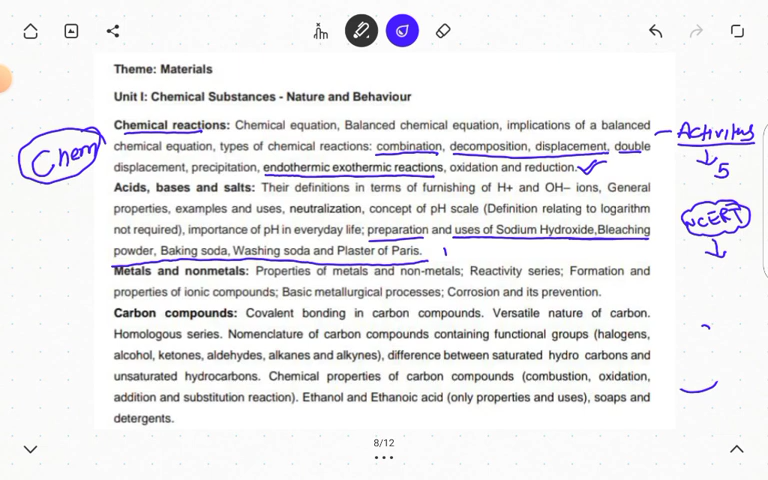 Theme: Materials
Unit I: Chemical Substances - Nature and Behaviour
Chemical reactions: Chemical equation, Balanced chemical equation, implications of a balanced
chemical equation, types of chemical reactions: combination, decomposition, displacement, double
displacement, precipitation, endothermic exothermic reactions, oxidation and reduction.
Acids, bases and salts: Their definitions in terms of furnishing of H+ and OH– ions, General
properties, examples and uses, neutralization, concept of pH scale (Definition relating to logarithm
not required), importance of pH in everyday life; preparation and uses of Sodium Hydroxide,Bleaching
powder, Baking soda, Washing soda and Plaster of Paris.
Metals and nonmetals: Properties of metals and non-metals; Reactivity series; Formation and
properties of ionic compounds; Basic metallurgical processes; Corrosion and its prevention.
Carbon compounds: Covalent bonding in carbon compounds. Versatile nature of carbon.
Homologous series. Nomenclature of carbon compounds containing functional groups (halogens,
alcohol, ketones, aldehydes, alkanes and alkynes), difference between saturated hydro carbons and
unsaturated hydrocarbons. Chemical properties of carbon compounds (combustion, oxidation,
addition and substitution reaction). Ethanol and Ethanoic acid (only properties and uses), soaps and
detergents.
Chem
Activites
5
NCERT
8/12